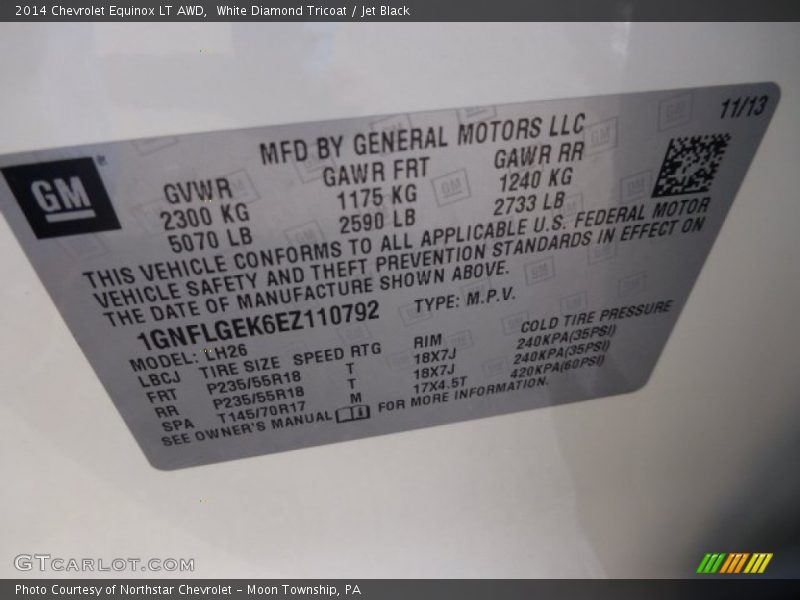 2014 Chevrolet Equinox LT AWD, White Diamond Tricoat / Jet Black
11/13
MFD BY GENERAL MOTORS LLC
GM
GVWR GAWR FRT GAWR RR
2300 KG 1175 KG 1240 KG
5070 LB 2590 LB 2733 LB
THIS VEHICLE CONFORMS TO ALL APPLICABLE U.S. FEDERAL MOTOR
VEHICLE SAFETY AND THEFT PREVENTION STANDARDS IN EFFECT ON
THE DATE OF MANUFACTURE SHOWN ABOVE.
1GNFLGEK6EZ110792 TYPE: M.P.V.
MODEL: LH26
LBCJ TIRE SIZE SPEED RTG RIM COLD TIRE PRESSURE
FRT P235/55R18 T 18X7J 240KPA(35PSI)
RR P235/55R18 T 18X7J 240KPA(35PSI)
SPA T145/70R17 M 17X4.5T 420KPA(60PSI)
SEE OWNER'S MANUAL FOR MORE INFORMATION.
GTCARLOT.COM
Photo Courtesy of Northstar Chevrolet - Moon Township, PA